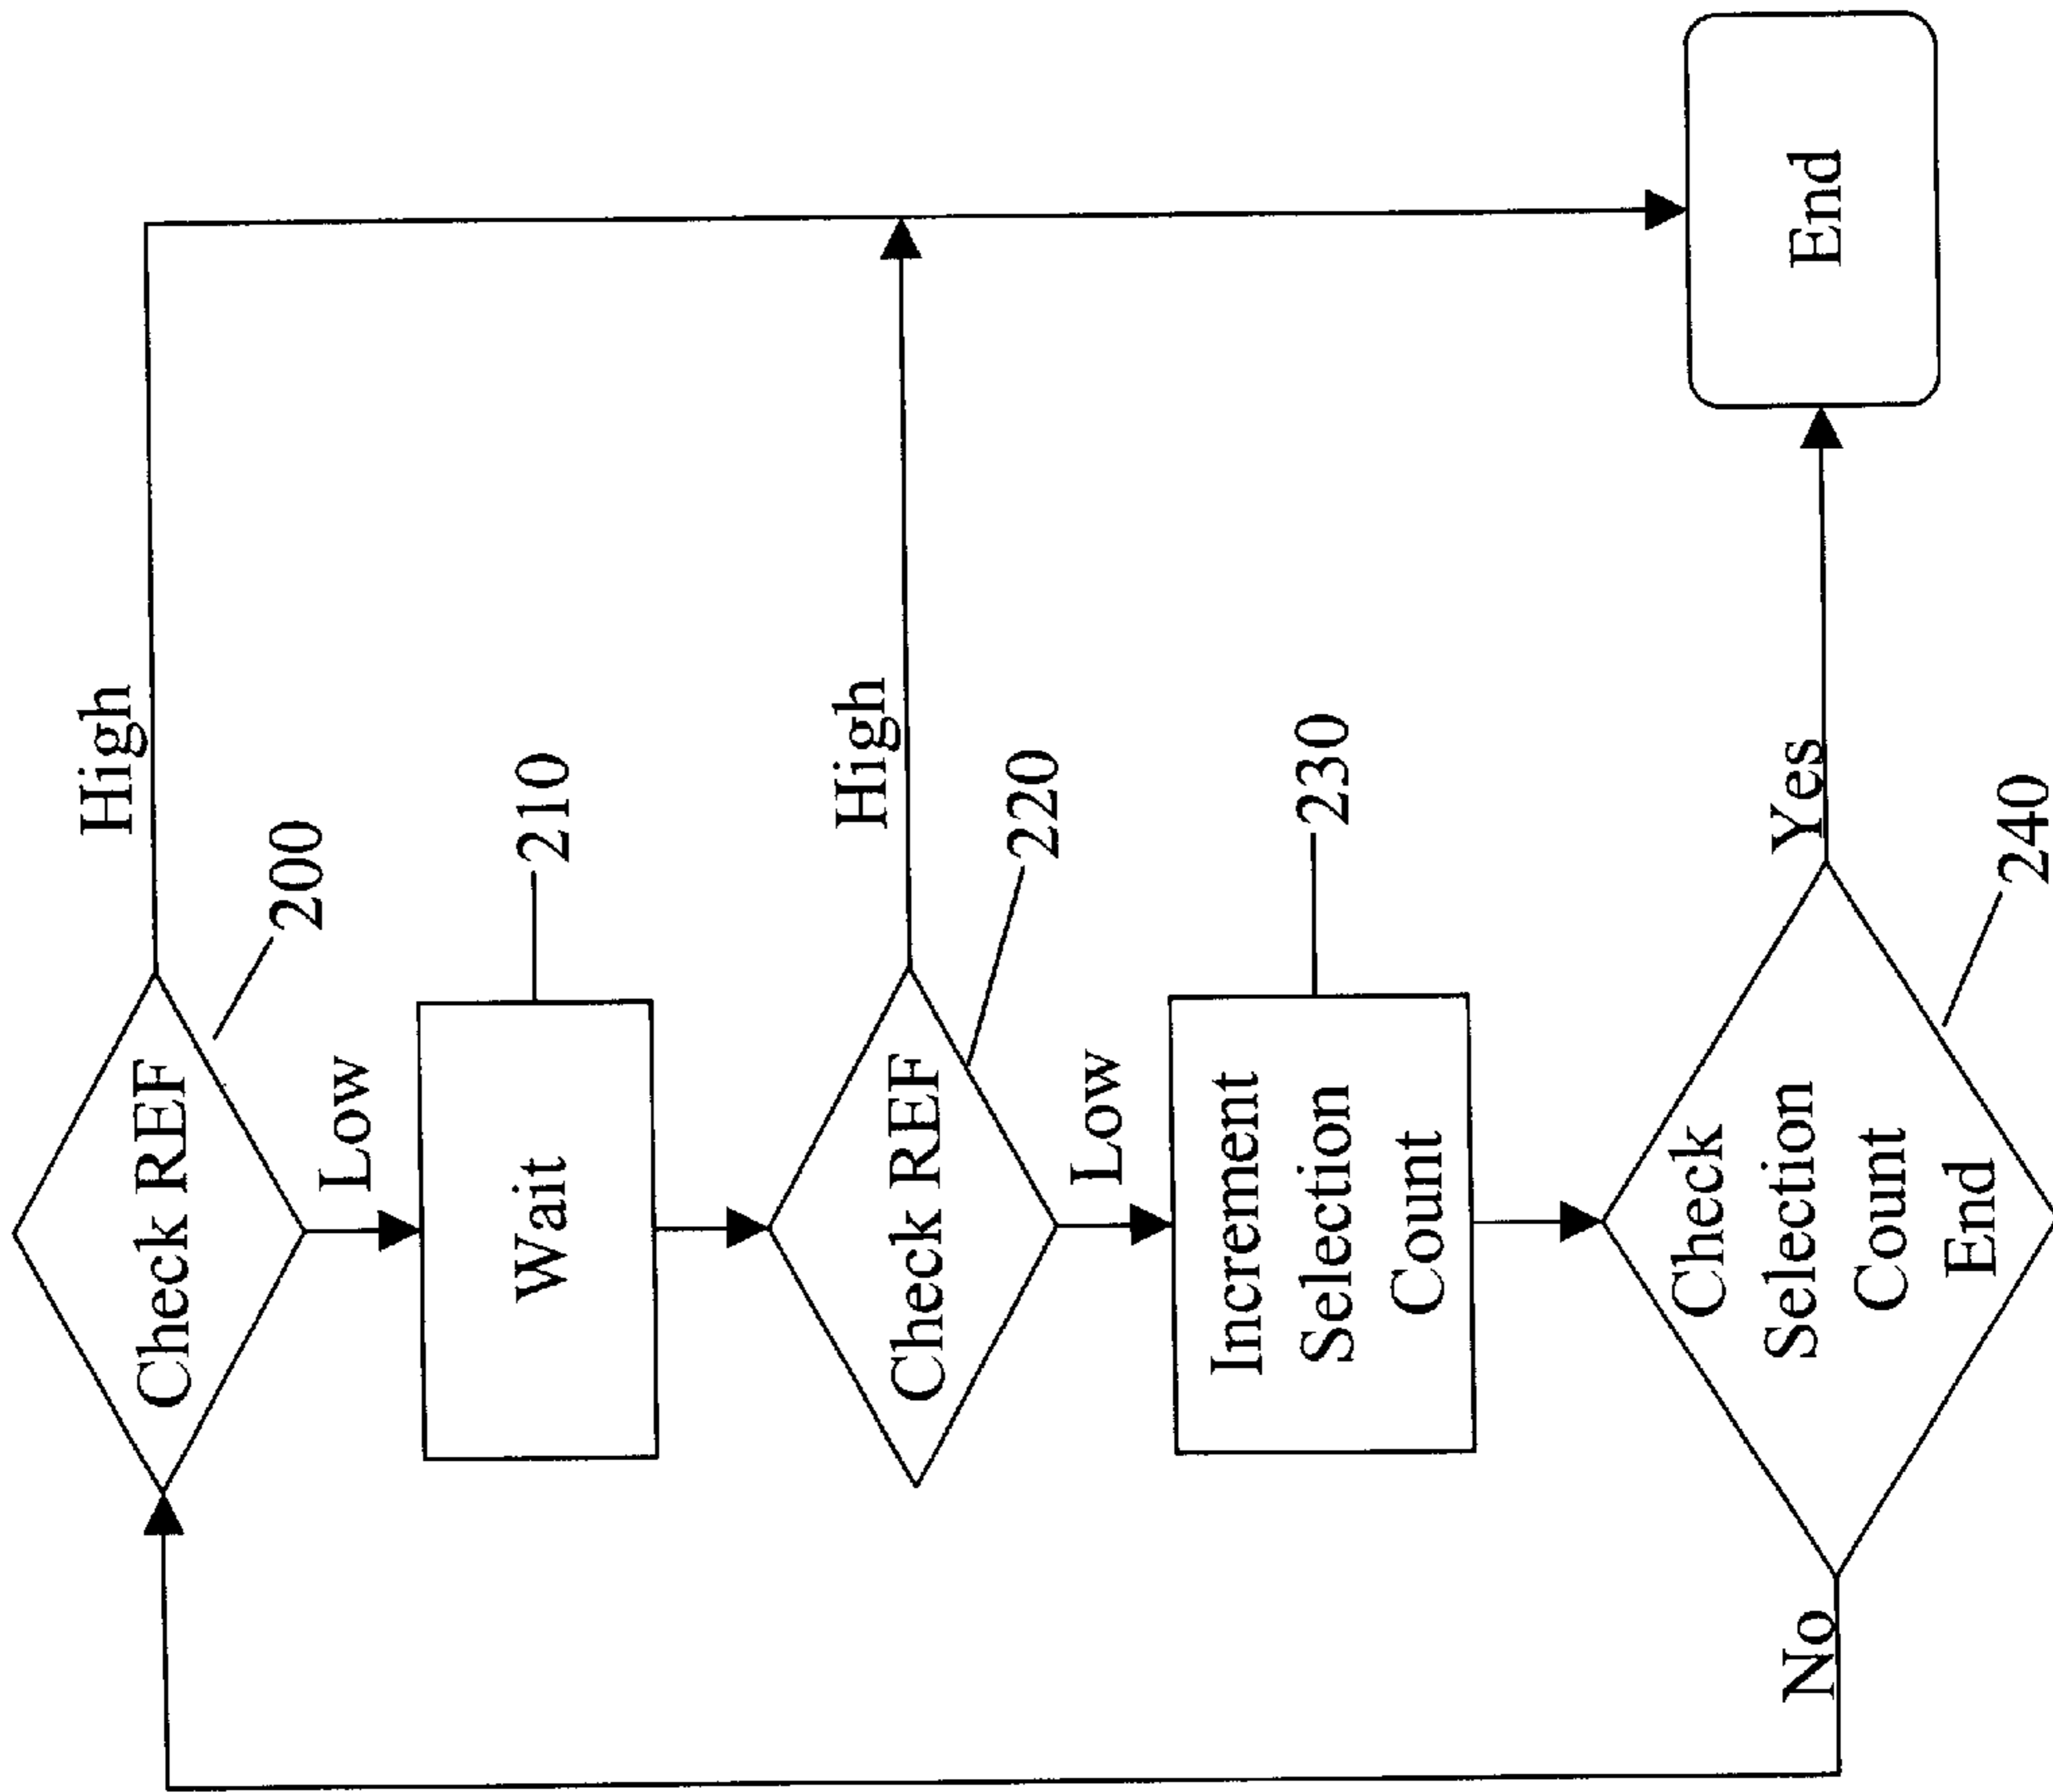 Check REF
High
200
Low
Wait
210
Check REF
High
220
Low
Increment
Selection
Count
230
Check
Selection
Count
End
Yes
240
No
End